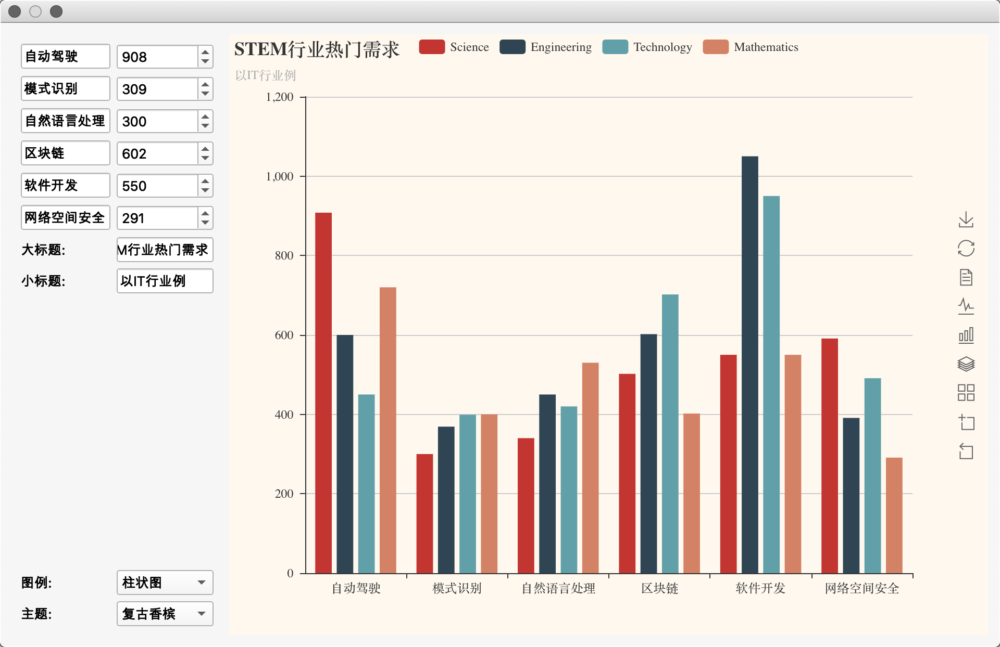 自动驾驶 908
模式识别 309
自然语言处理 300
区块链 602
软件开发 550
网络空间安全 291
大标题: M行业热门需求
小标题: 以IT行业例
图例: 柱状图
主题: 复古香槟
STEM行业热门需求
以IT行业例
Science Engineering Technology Mathematics
1,200
1,000
800
600
400
200
0
自动驾驶 模式识别 自然语言处理 区块链 软件开发 网络空间安全